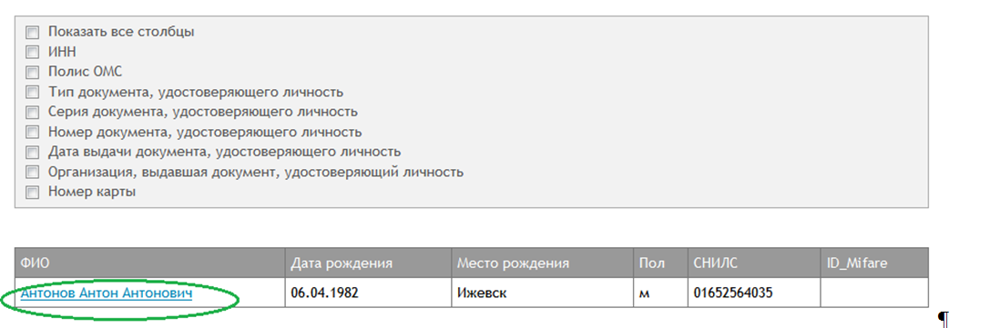 Показать все столбцы
ИНН
Полис ОМС
Тип документа, удостоверяющего личность
Серия документа, удостоверяющего личность
Номер документа, удостоверяющего личность
Дата выдачи документа, удостоверяющего личность
Организация, выдавшая документ, удостоверяющий личность
Номер карты
ФИО Дата рождения Место рождения Пол СНИЛС ID_Mifare
Антонов Антон Антонович 06.04.1982 Ижевск м 01652564035
¶